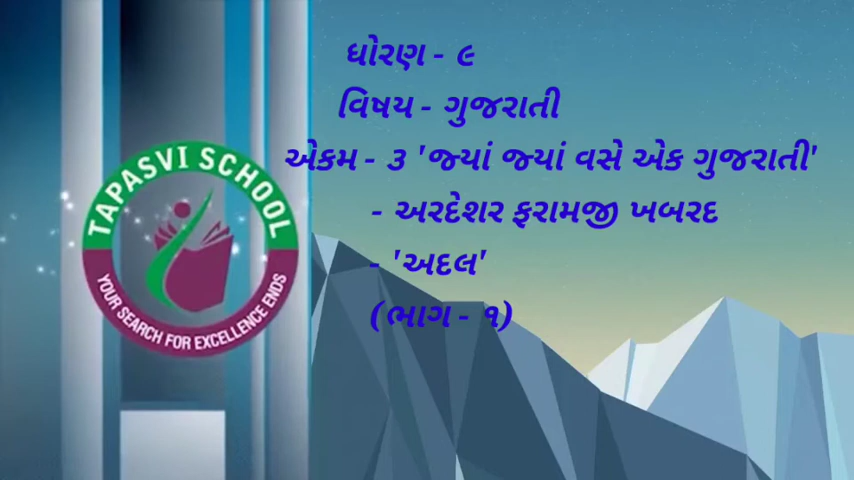 TAPASVI SCHOOL
YOUR SEARCH FOR EXCELLENCE ENDS
ધોરણ - ૯
વિષય - ગુજરાતી
એકમ - ૩ 'જ્યાં જ્યાં વસે એક ગુજરાતી'
- અરદેશર ફરામજી ખબરદ
- 'અદલ'
(ભાગ - ૧)